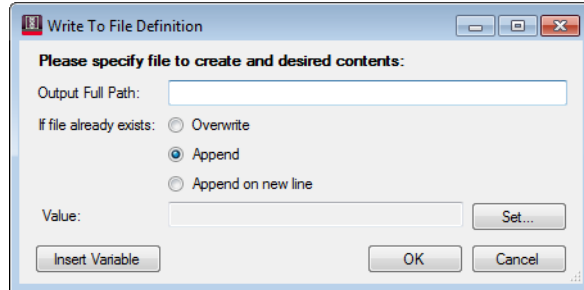 Write To File Definition
Please specify file to create and desired contents:
Output Full Path:
If file already exists: Overwrite
Append
Append on new line
Value: Set...
Insert Variable OK Cancel